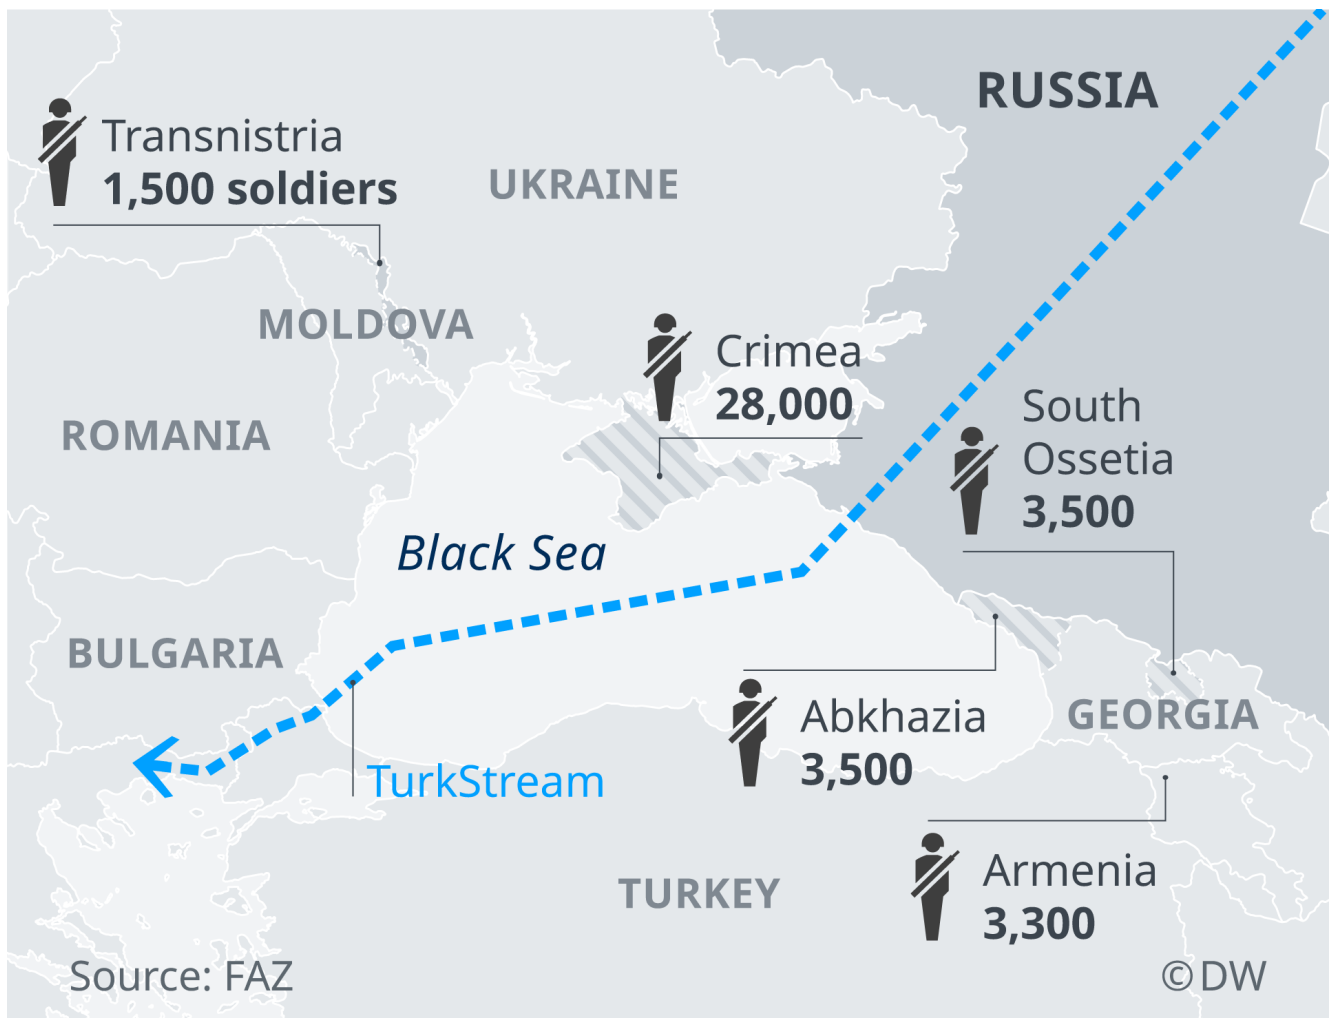 RUSSIA
Transnistria
1,500 soldiers
UKRAINE
MOLDOVA
Crimea
28,000
ROMANIA
South
Ossetia
3,500
Black Sea
BULGARIA
Abkhazia
3,500
GEORGIA
TurkStream
Armenia
3,300
TURKEY
Source: FAZ
© DW